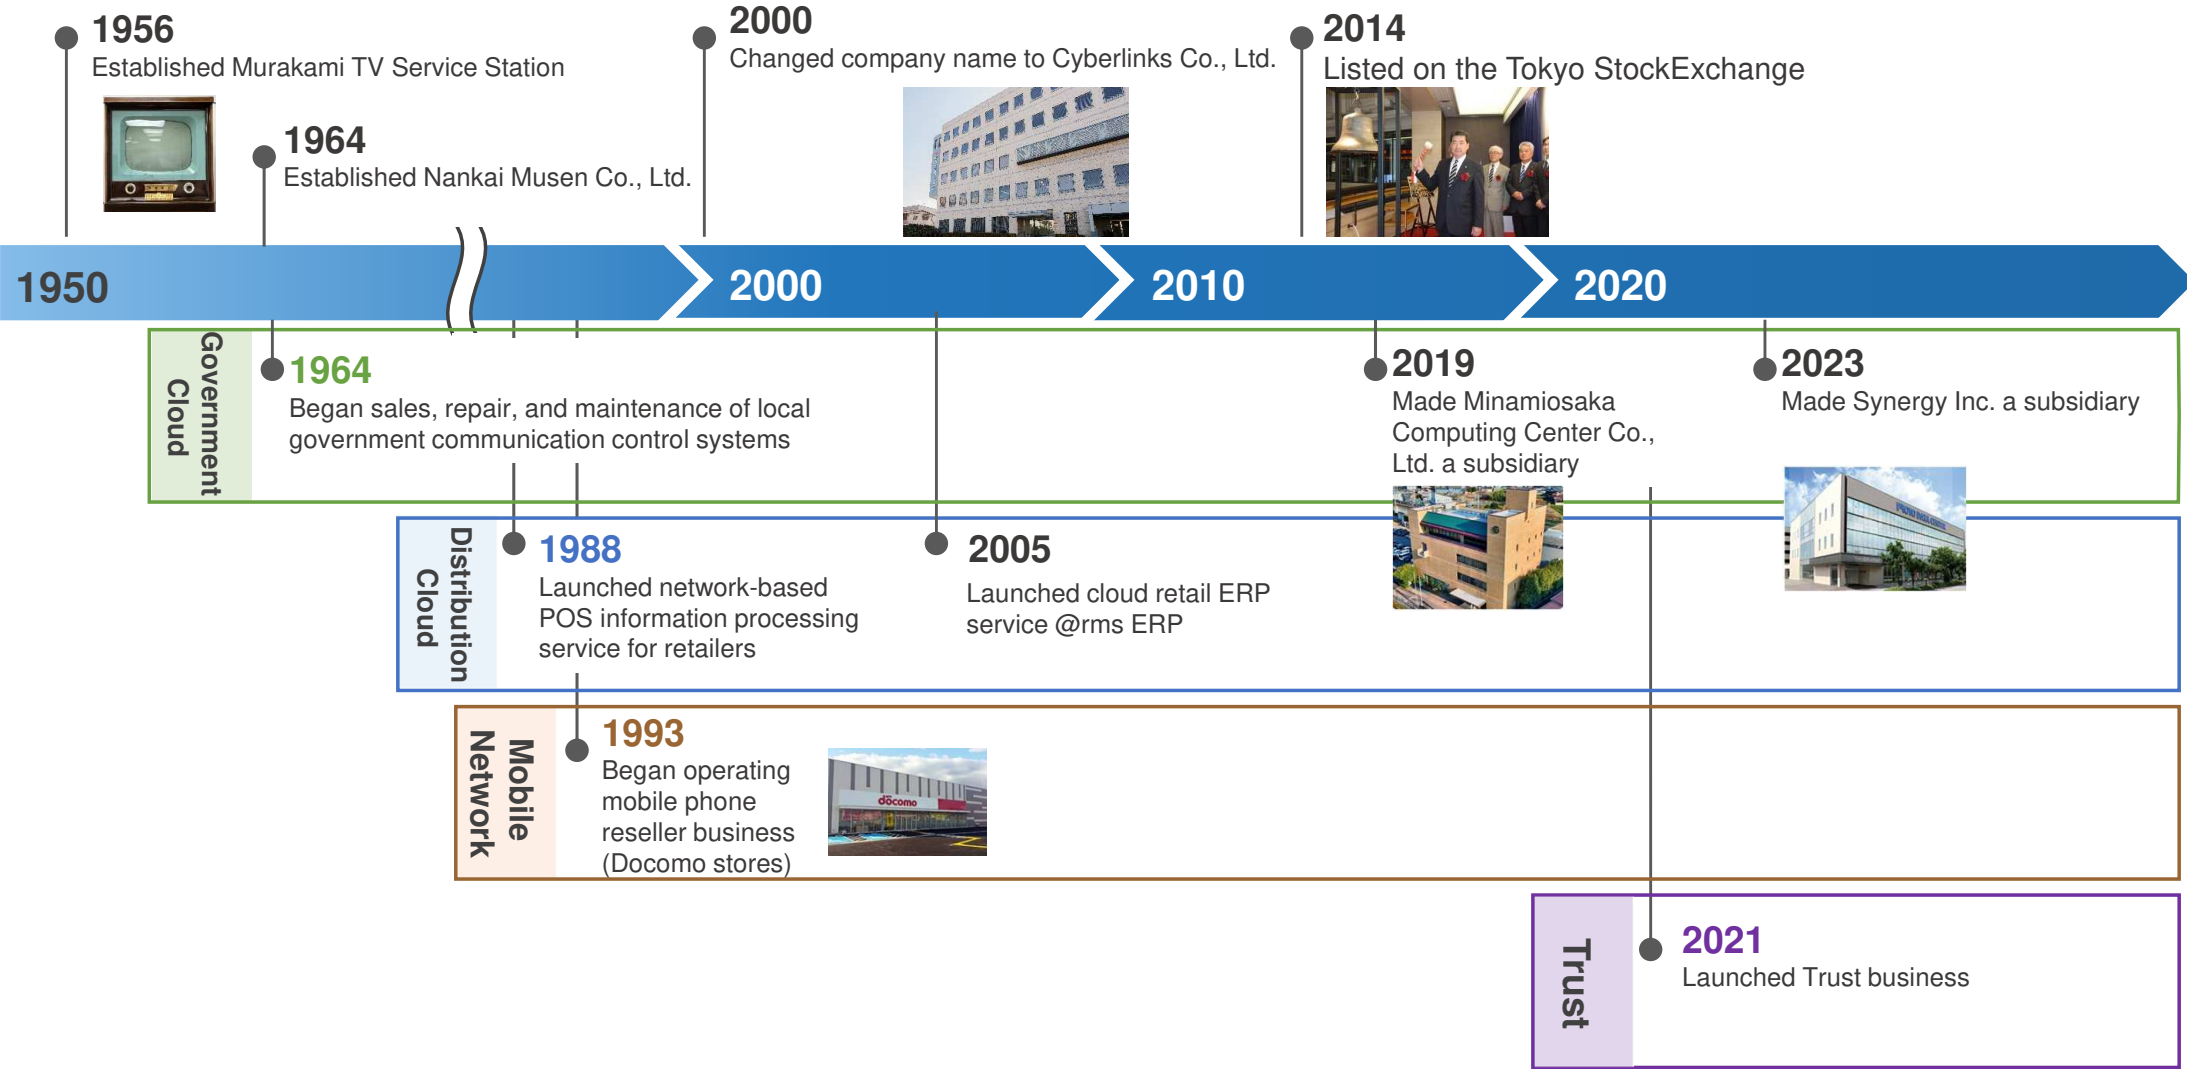 1956
Established Murakami TV Service Station
1964
Established Nankai Musen Co., Ltd.
2000
Changed company name to Cyberlinks Co., Ltd.
2014
Listed on the Tokyo StockExchange
1950
2000
2010
2020
Government
Cloud
1964
Began sales, repair, and maintenance of local
government communication control systems
2019
Made Minamiosaka
Computing Center Co.,
Ltd. a subsidiary
2023
Made Synergy Inc. a subsidiary
Distribution
Cloud
1988
Launched network-based
POS information processing
service for retailers
2005
Launched cloud retail ERP
service @rms ERP
Mobile
Network
1993
Began operating
mobile phone
reseller business
(Docomo stores)
docomo
Trust
2021
Launched Trust business